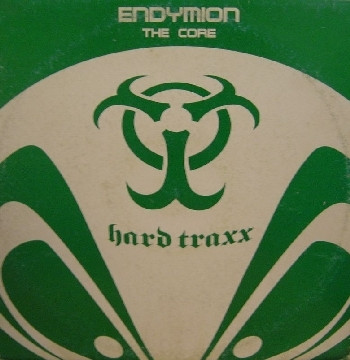 ENDYMION
THE CORE
hard traxx